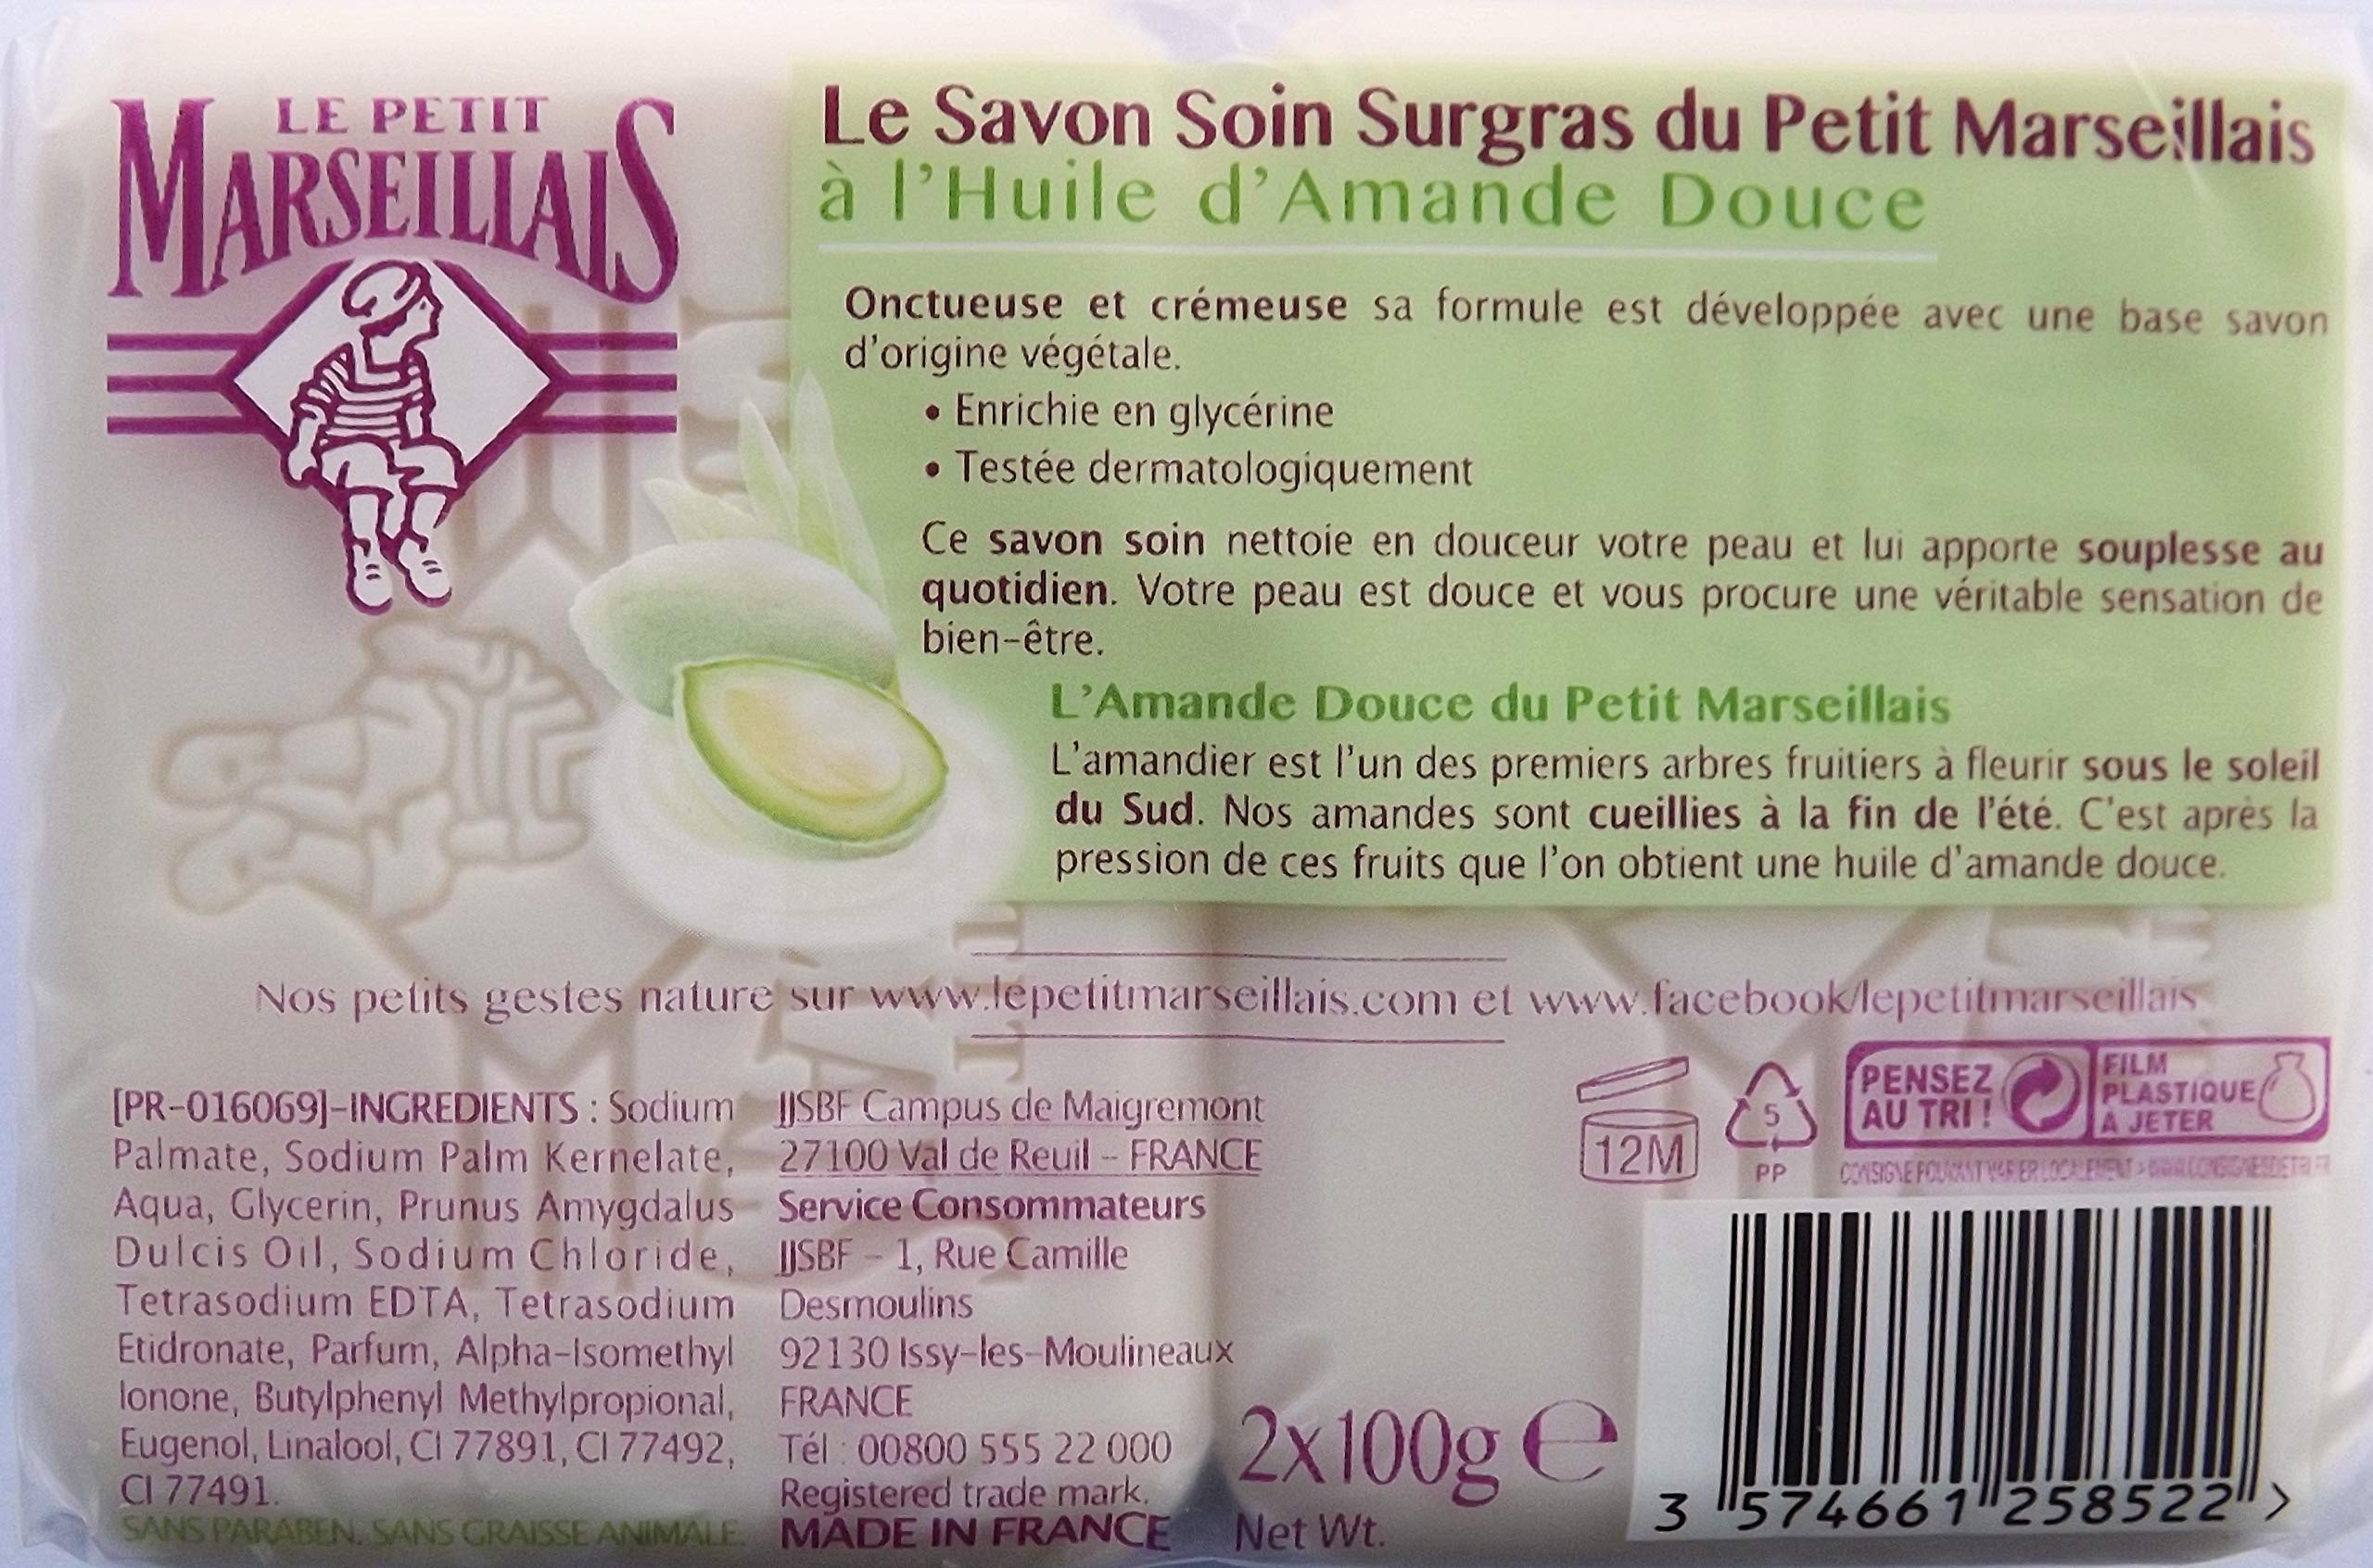 LE PETIT
MARSEILLAIS
Le Savon Soin Surgras du Petit Marseillais
à l'Huile d'Amande Douce
Onctueuse et crémeuse sa formule est développée avec une base savon
d'origine végétale.
• Enrichie en glycérine
• Testée dermatologiquement
Ce savon soin nettoie en douceur votre peau et lui apporte souplesse au
quotidien. Votre peau est douce et vous procure une véritable sensation de
bien-être.
L'Amande Douce du Petit Marseillais
L'amandier est l'un des premiers arbres fruitiers à fleurir sous le soleil
du Sud. Nos amandes sont cueillies à la fin de l'été. C'est après la
pression de ces fruits que l'on obtient une huile d'amande douce.
Nos petits gestes nature sur www.lepetitmarseillais.com et www.facebook/lepetitmarseillais
[PR-016069]-INGREDIENTS : Sodium
Palmate, Sodium Palm Kernelate,
Aqua, Glycerin, Prunus Amygdalus
Dulcis Oil, Sodium Chloride,
Tetrasodium EDTA, Tetrasodium
Etidronate, Parfum, Alpha-Isomethyl
Ionone, Butylphenyl Methylpropional,
Eugenol, Linalool, CI 77891, CI 77492,
CI 77491.
SANS PARABEN. SANS GRAISSE ANIMALE.
JJSBF Campus de Maigremont
27100 Val de Reuil - FRANCE
Service Consommateurs
JJSBF - 1, Rue Camille
Desmoulins
92130 Issy-les-Moulineaux
FRANCE
Tél : 00800 555 22 000
Registered trade mark.
MADE IN FRANCE
12M
5
PP
PENSEZ
AU TRI !
FILM
PLASTIQUE
À JETER
CONSIGNE POUVANT VARIER LOCALEMENT > WWW.CONSIGNESDETRI.FR
2x100g e
Net Wt.
3 574661 258522 >